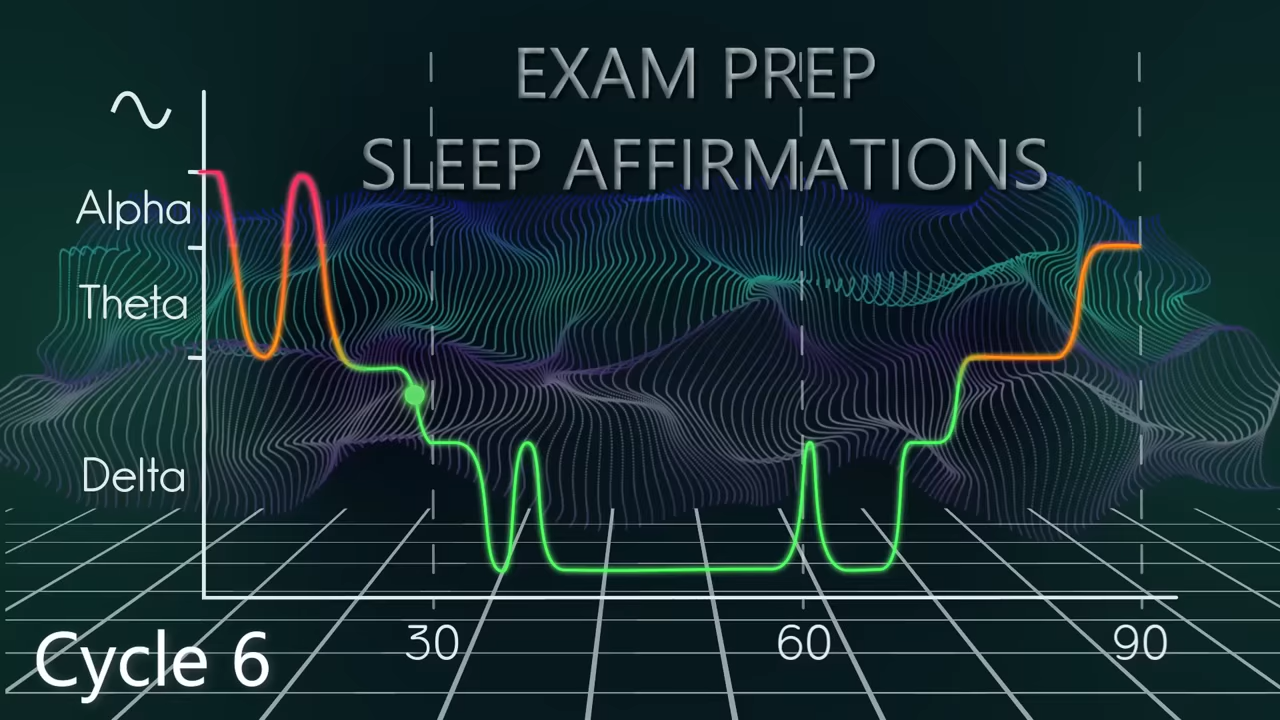 EXAM PREP
SLEEP AFFIRMATIONS
Alpha
Theta
Delta
30 60 90
Cycle 6